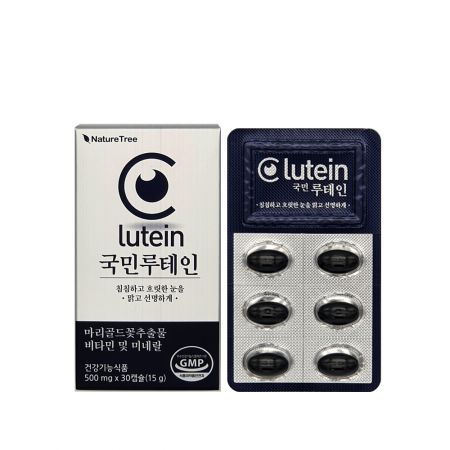 NatureTree
lutein
국민루테인
침침하고 흐릿한 눈을
· 맑고 선명하게 ·
마리골드꽃추출물
비타민 및 미네랄
건강기능식품
500 mg x 30캡슐(15 g)
GMP
lutein
국민 루테인
· 침침하고 흐릿한 눈을 맑고 선명하게 ·